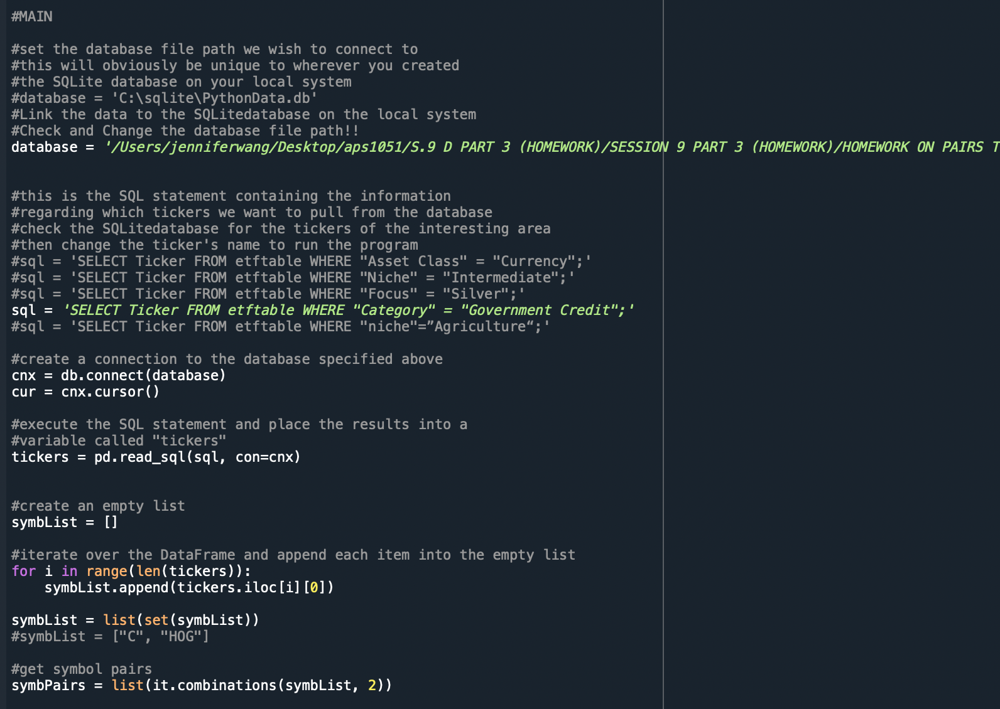 #MAIN
#set the database file path we wish to connect to
#this will obviously be unique to wherever you created
#the SQLite database on your local system
#database = 'C:\sqlite\PythonData.db'
#Link the data to the SQLitedatabase on the local system
#Check and Change the database file path!!
database = '/Users/jenniferwang/Desktop/aps1051/S.9 D PART 3 (HOMEWORK)/SESSION 9 PART 3 (HOMEWORK)/HOMEWORK ON PAIRS T
#this is the SQL statement containing the information
#regarding which tickers we want to pull from the database
#check the SQLitedatabase for the tickers of the interesting area
#then change the ticker's name to run the program
#sql = 'SELECT Ticker FROM etftable WHERE "Asset Class" = "Currency";'
#sql = 'SELECT Ticker FROM etftable WHERE "Niche" = "Intermediate";'
#sql = 'SELECT Ticker FROM etftable WHERE "Focus" = "Silver";'
sql = 'SELECT Ticker FROM etftable WHERE "Category" = "Government Credit";'
#sql = 'SELECT Ticker FROM etftable WHERE "niche"=”Agriculture“;'
#create a connection to the database specified above
cnx = db.connect(database)
cur = cnx.cursor()
#execute the SQL statement and place the results into a
#variable called "tickers"
tickers = pd.read_sql(sql, con=cnx)
#create an empty list
symbList = []
#iterate over the DataFrame and append each item into the empty list
for i in range(len(tickers)):
    symbList.append(tickers.iloc[i][0])
symbList = list(set(symbList))
#symbList = ["C", "HOG"]
#get symbol pairs
symbPairs = list(it.combinations(symbList, 2))